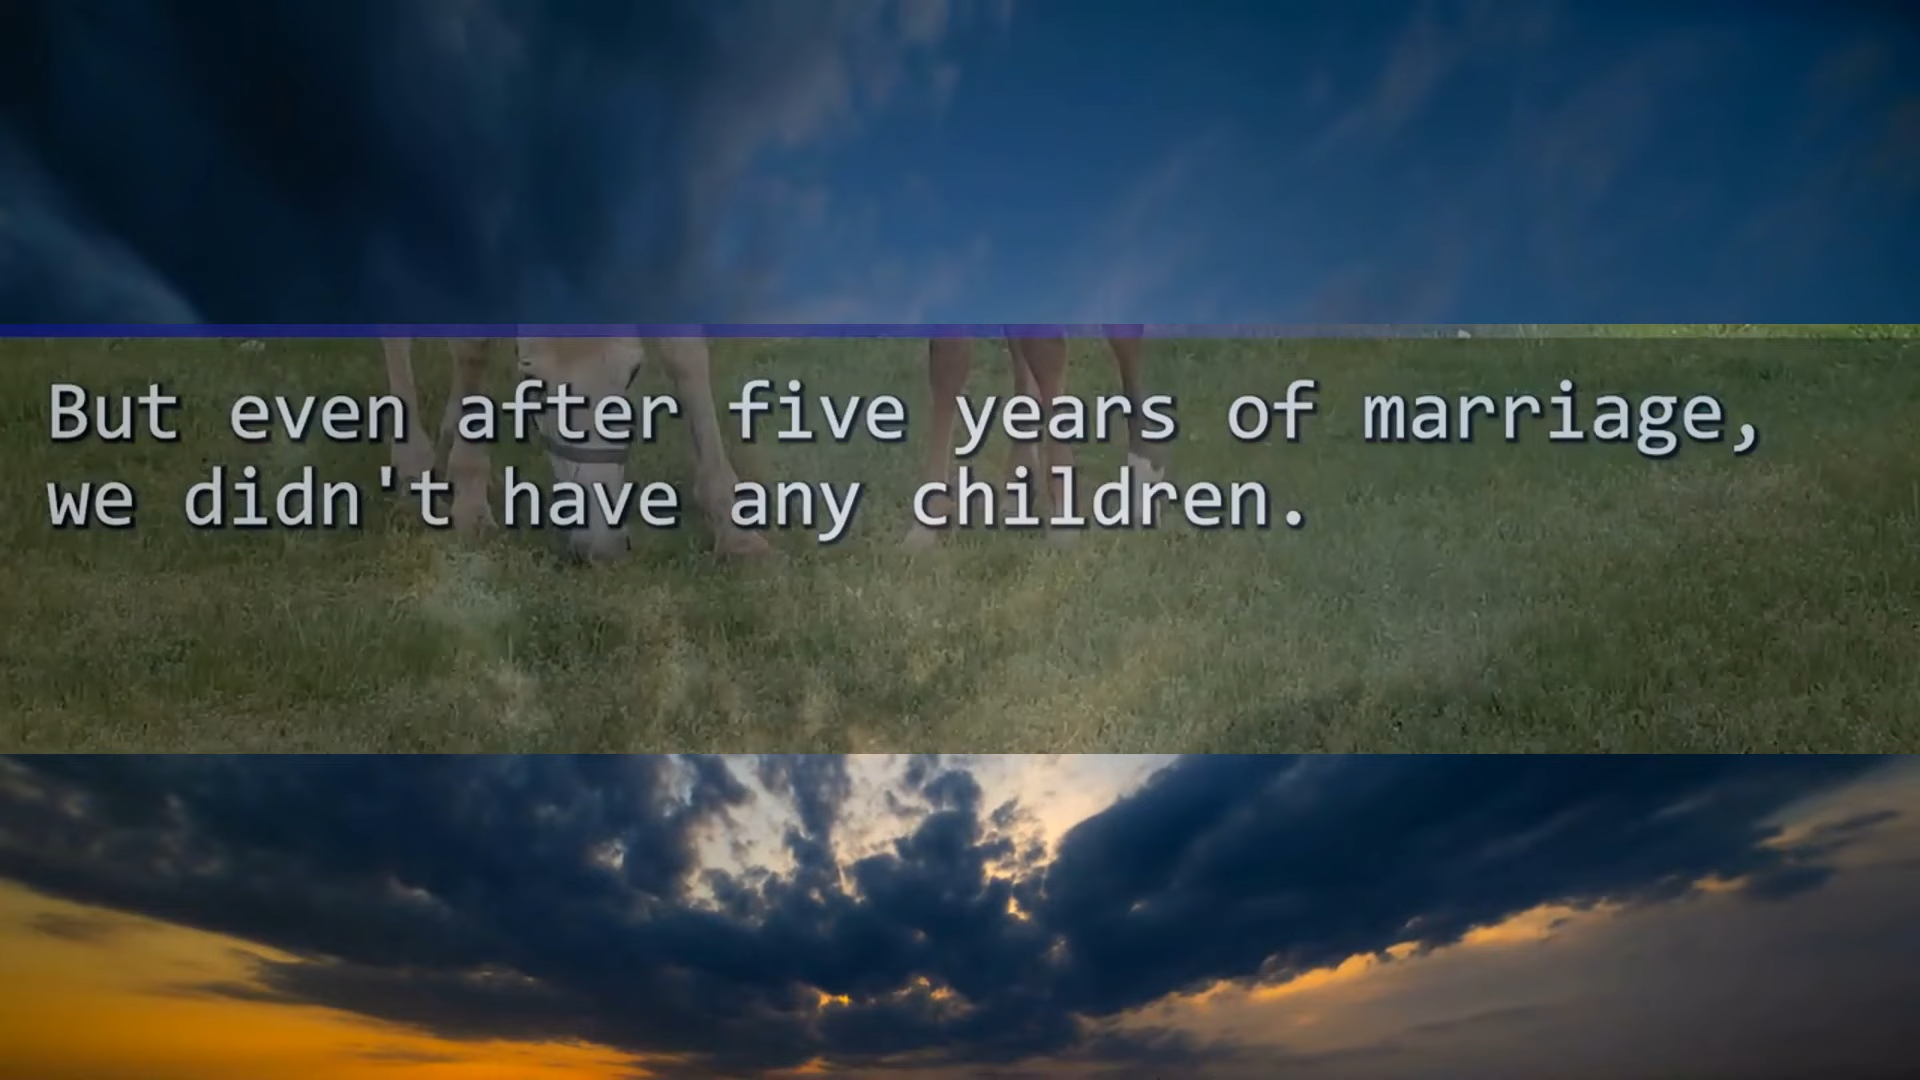 But even after five years of marriage,
we didn't have any children.